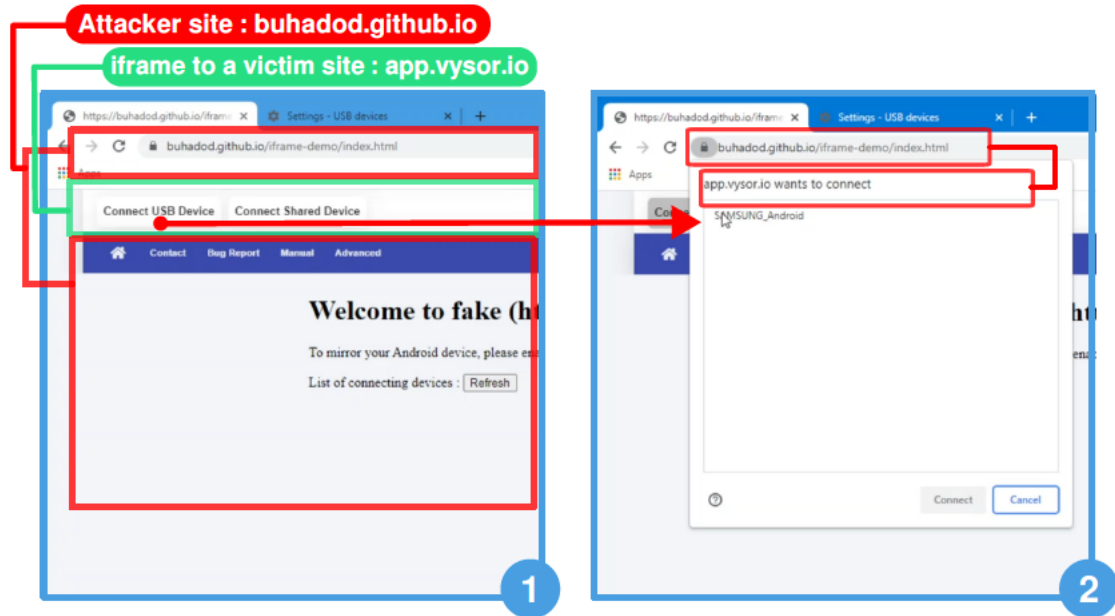 Attacker site : buhadod.github.io
iframe to a victim site : app.vysor.io
https://buhadod.github.io/iframe
Settings - USB devices
buhadod.github.io/iframe-demo/index.html
Apps
Connect USB Device Connect Shared Device
Contact Bug Report Manual Advanced
Welcome to fake (ht
To mirror your Android device, please ena
List of connecting devices : Refresh
1
https://buhadod.github.io/iframe
Settings - USB devices
buhadod.github.io/iframe-demo/index.html
Apps
app.vysor.io wants to connect
SAMSUNG_Android
Connect Cancel
2